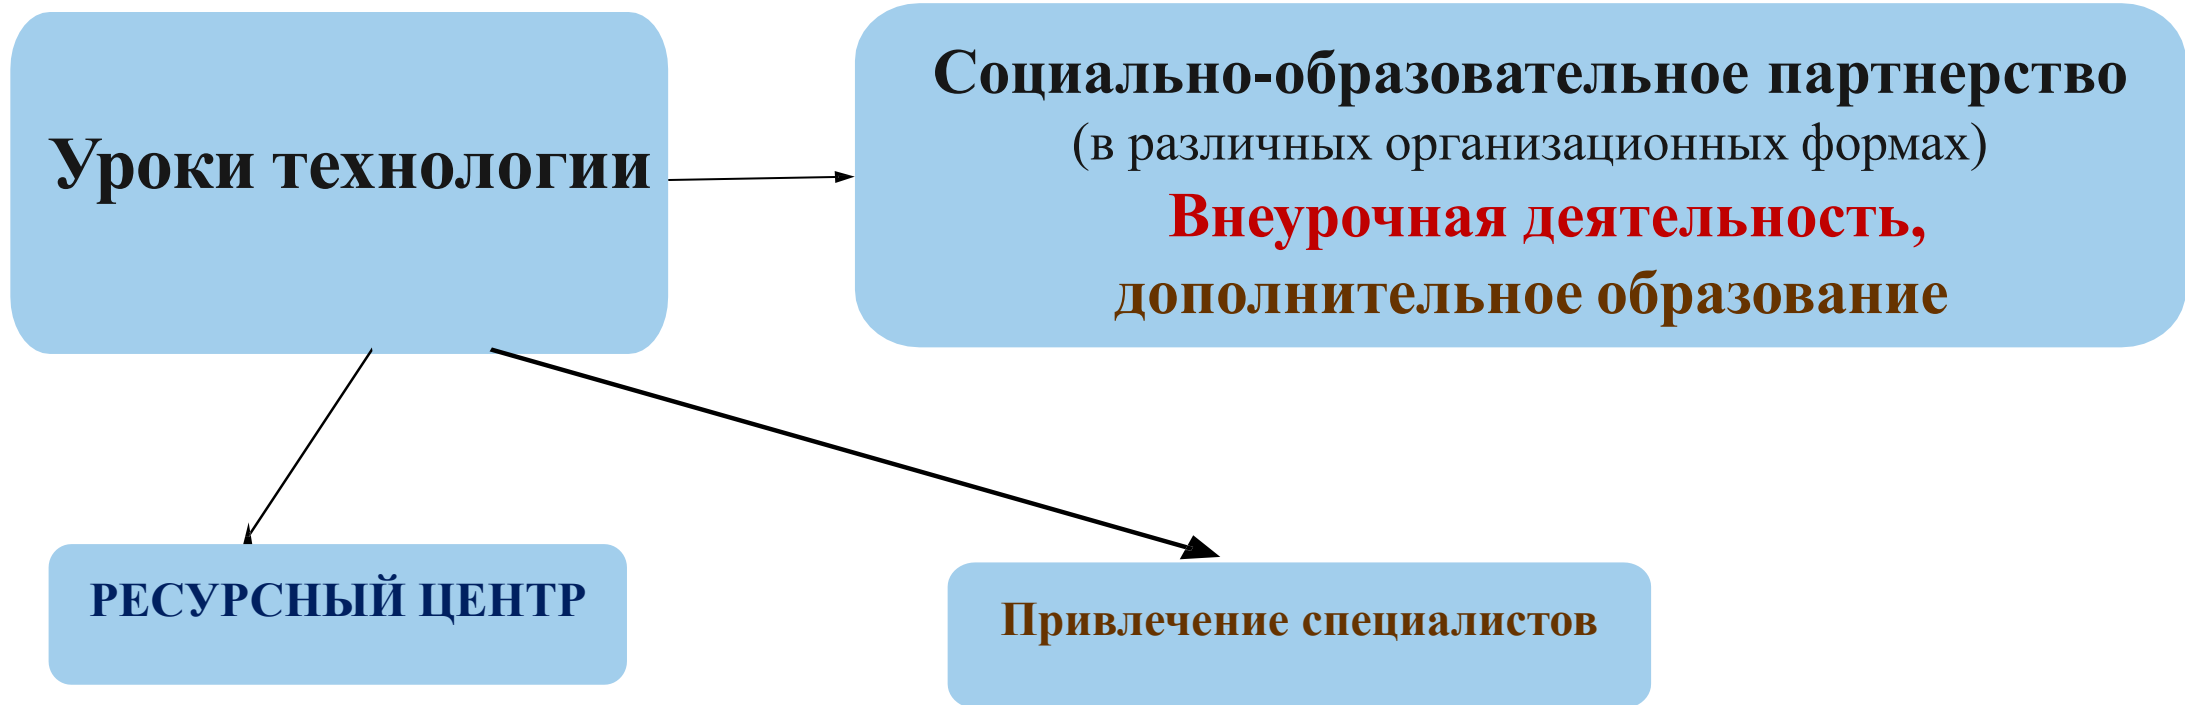 Уроки технологии
Социально-образовательное партнерство
(в различных организационных формах)
Внеурочная деятельность,
дополнительное образование
РЕСУРСНЫЙ ЦЕНТР
Привлечение специалистов